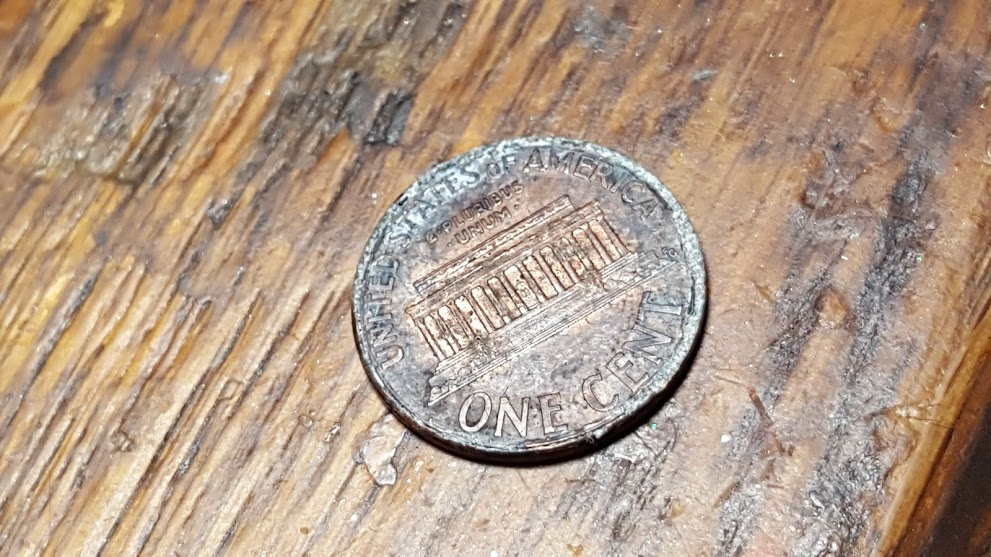 UNITED STATES OF AMERICA
E·PLURIBUS
·UNUM·
ONE CENT